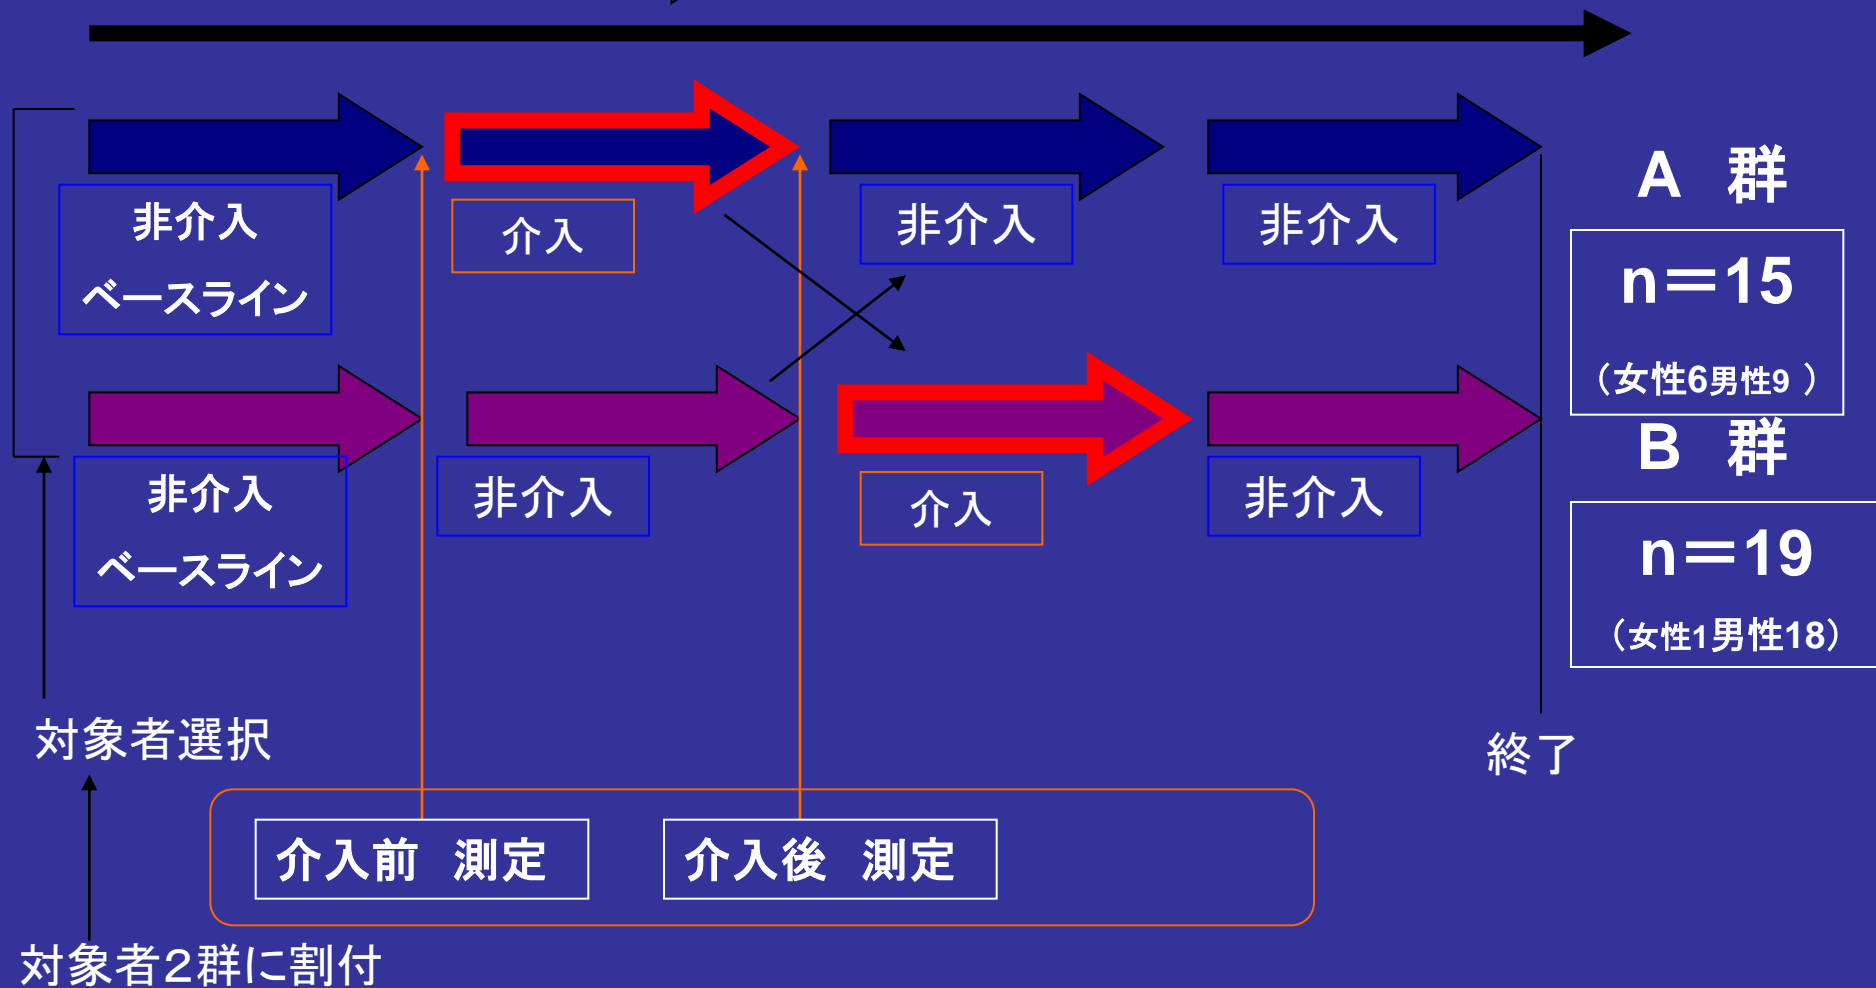 非介入
ベースライン
介入
非介入
非介入
A 群
n＝15
（女性6男性9 ）
非介入
ベースライン
非介入
介入
非介入
B 群
n＝19
（女性1男性18）
対象者選択
終了
介入前 測定
介入後 測定
対象者２群に割付